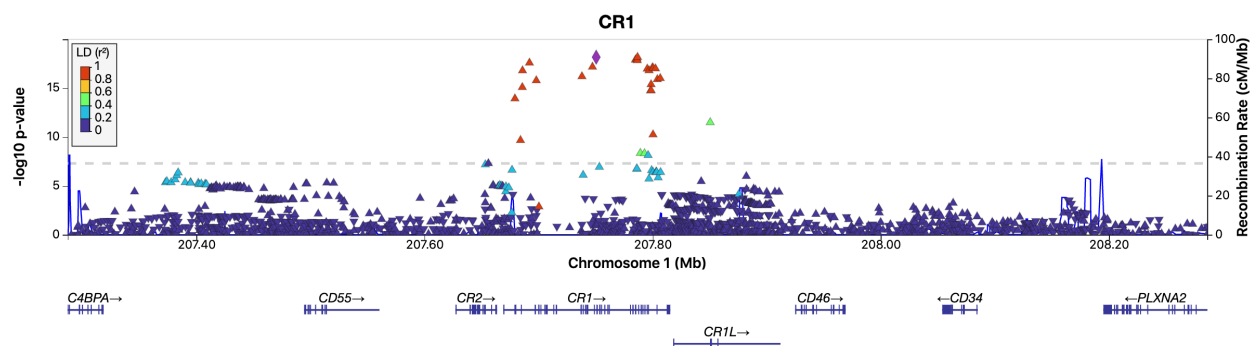 CR1
LD (r²)
1
0.8
0.6
0.4
0.2
0
-log10 p-value
15
10
5
0
100
80
60
40
20
0
Recombination Rate (cM/Mb)
207.40 207.60 207.80 208.00 208.20
Chromosome 1 (Mb)
C4BPA→ CD55→ CR2→ CR1→ CD46→ ←CD34 ←PLXNA2
CR1L→